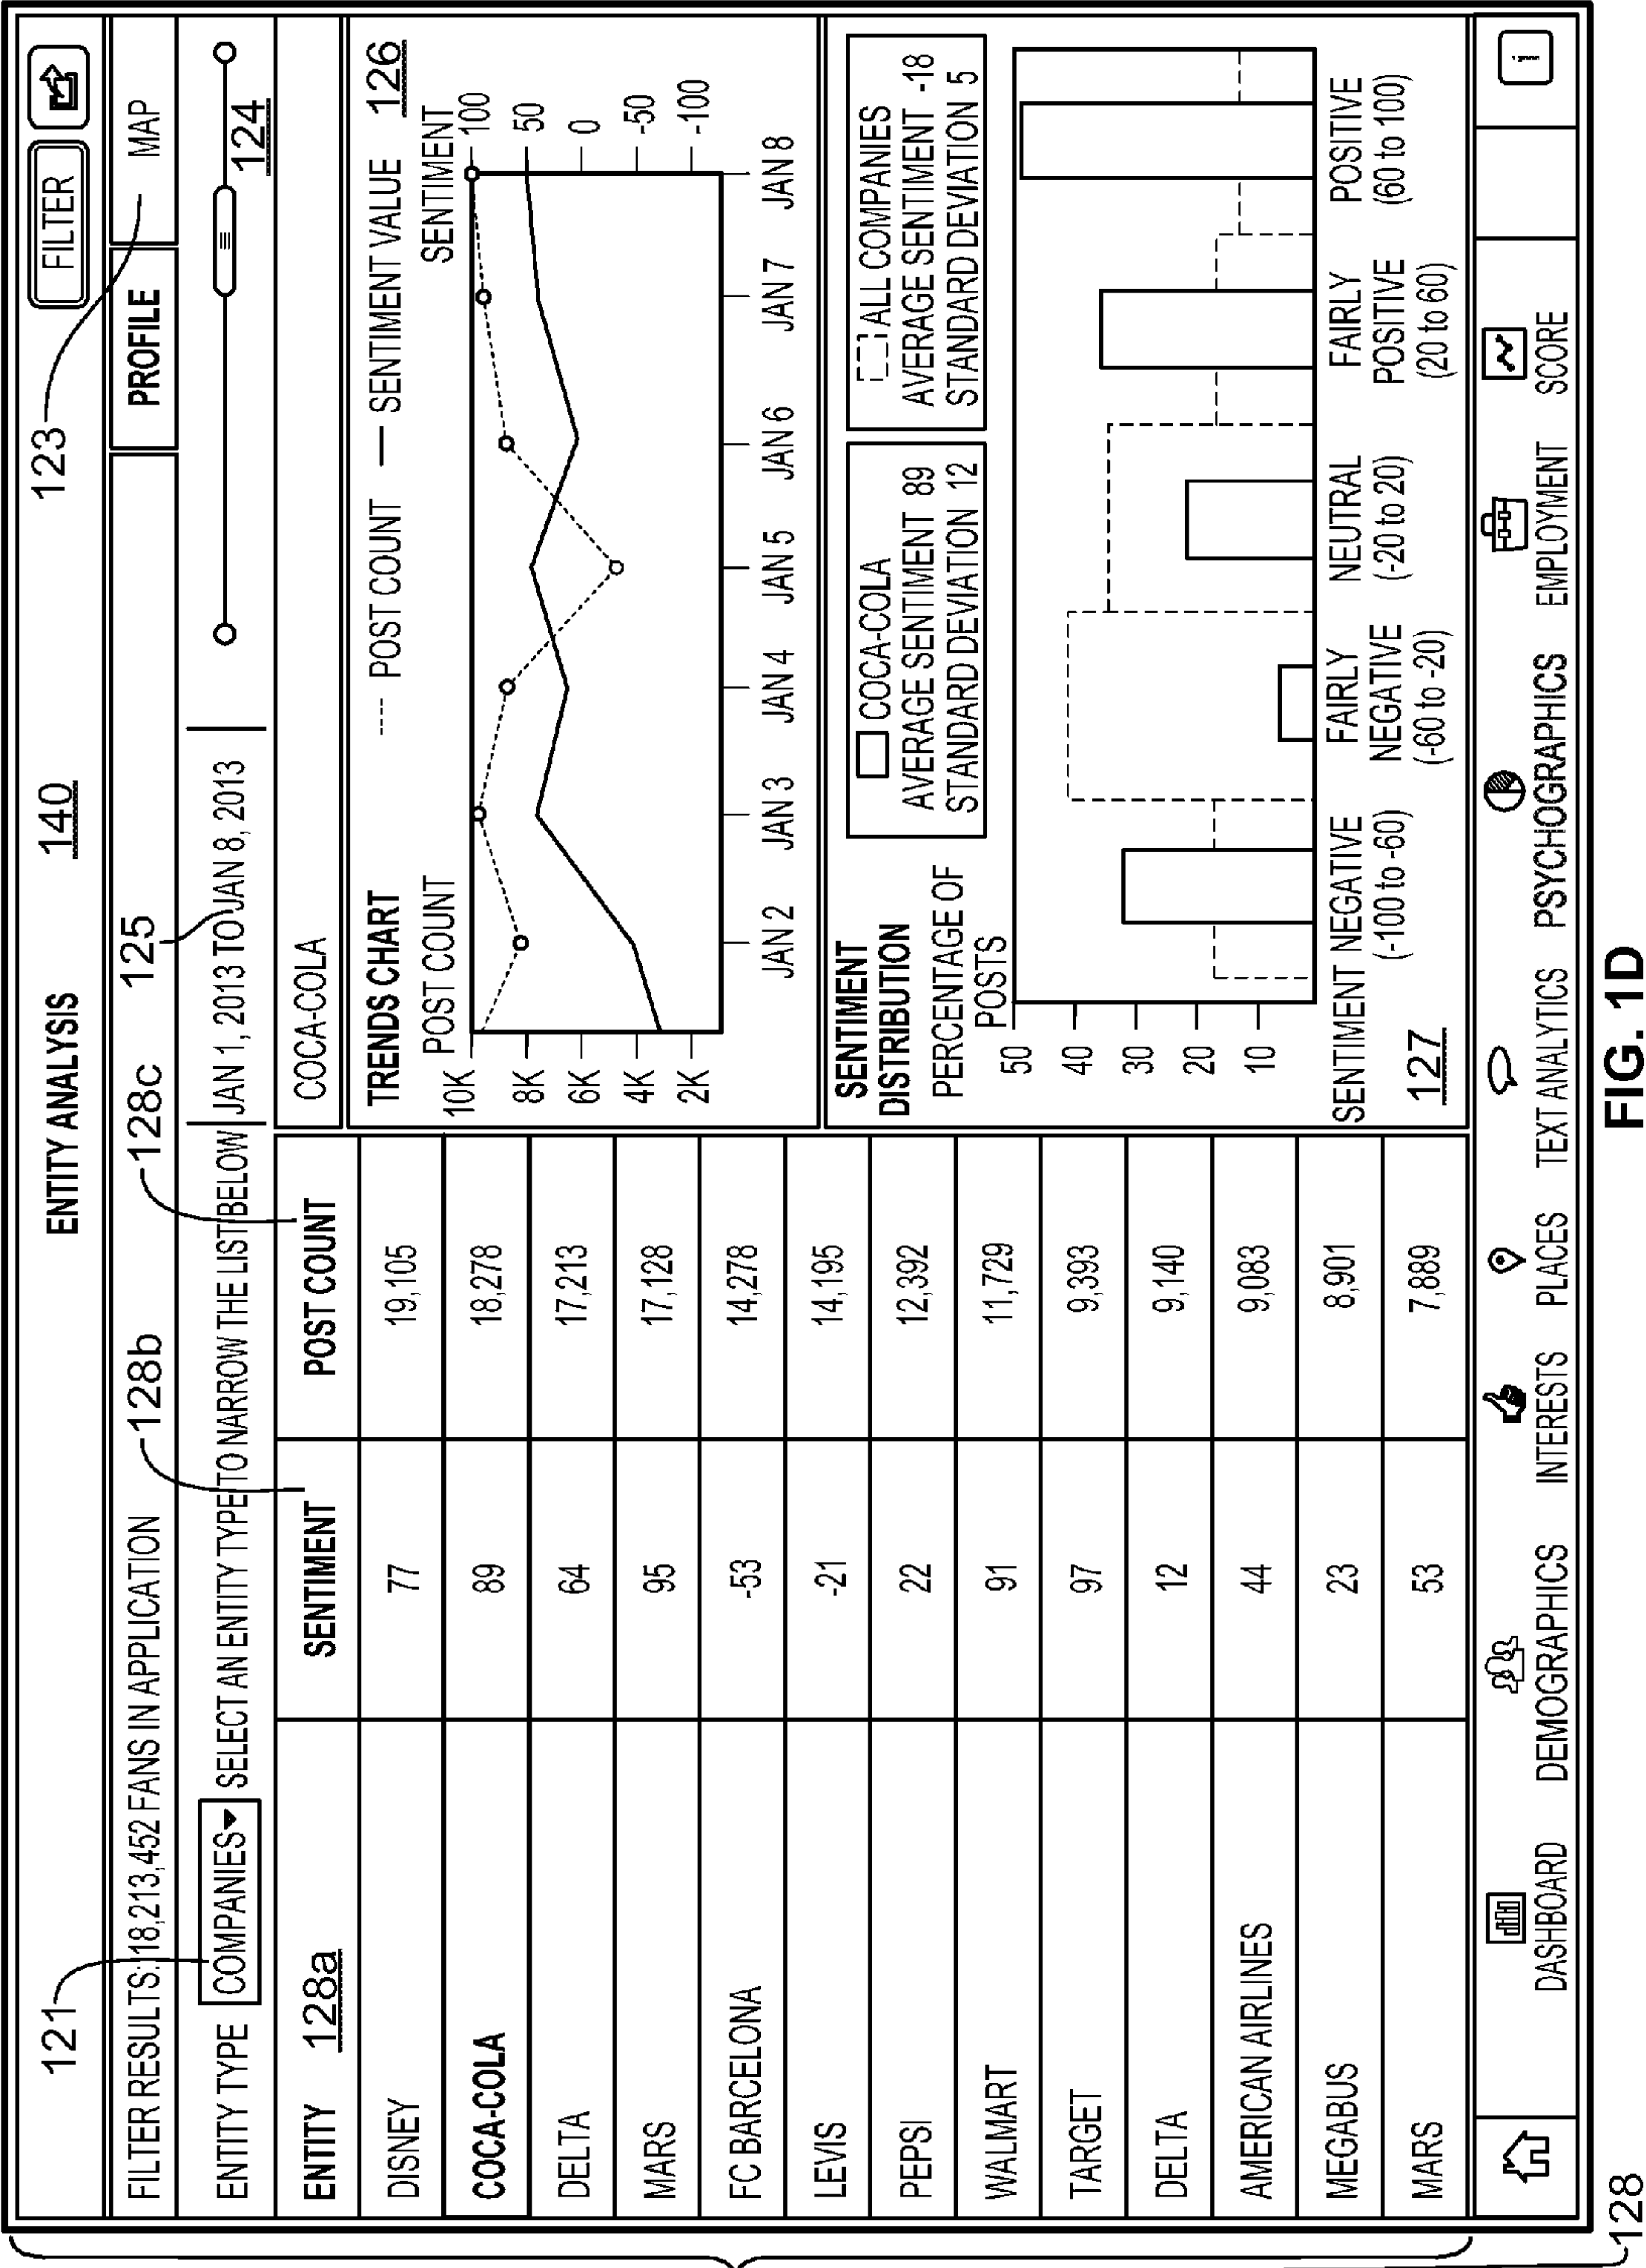 ENTITY ANALYSIS 140
FILTER
123
121
125
128b
128c
FILTER RESULTS:118,213,452 FANS IN APPLICATION
PROFILE
MAP
ENTITY TYPE COMPANIES SELECT AN ENTITY TYPE TO NARROW THE LIST BELOW JAN 1, 2013 TO JAN 8, 2013
124
ENTITY 128a SENTIMENT POST COUNT
DISNEY 77 19,105
COCA-COLA 89 18,278
DELTA 64 17,213
MARS 95 17,128
FC BARCELONA -53 14,278
LEVIS -21 14,195
PEPSI 22 12,392
WALMART 91 11,729
TARGET 97 9,393
DELTA 12 9,140
AMERICAN AIRLINES 44 9,083
MEGABUS 23 8,901
MARS 53 7,889
COCA-COLA
TRENDS CHART
POST COUNT SENTIMENT VALUE 126
POST COUNT SENTIMENT
10K 100
8K 50
6K 0
4K -50
2K -100
JAN 2 JAN 3 JAN 4 JAN 5 JAN 6 JAN 7 JAN 8
SENTIMENT
DISTRIBUTION
PERCENTAGE OF
POSTS
COCA-COLA
AVERAGE SENTIMENT 89
STANDARD DEVIATION 12
ALL COMPANIES
AVERAGE SENTIMENT -18
STANDARD DEVIATION 5
50
40
30
20
10
SENTIMENT NEGATIVE
(-100 to -60)
FAIRLY
NEGATIVE
(-60 to -20)
NEUTRAL
(-20 to 20)
FAIRLY
POSITIVE
(20 to 60)
POSITIVE
(60 to 100)
127
DASHBOARD DEMOGRAPHICS INTERESTS PLACES TEXT ANALYTICS PSYCHOGRAPHICS EMPLOYMENT SCORE
128
FIG. 1D